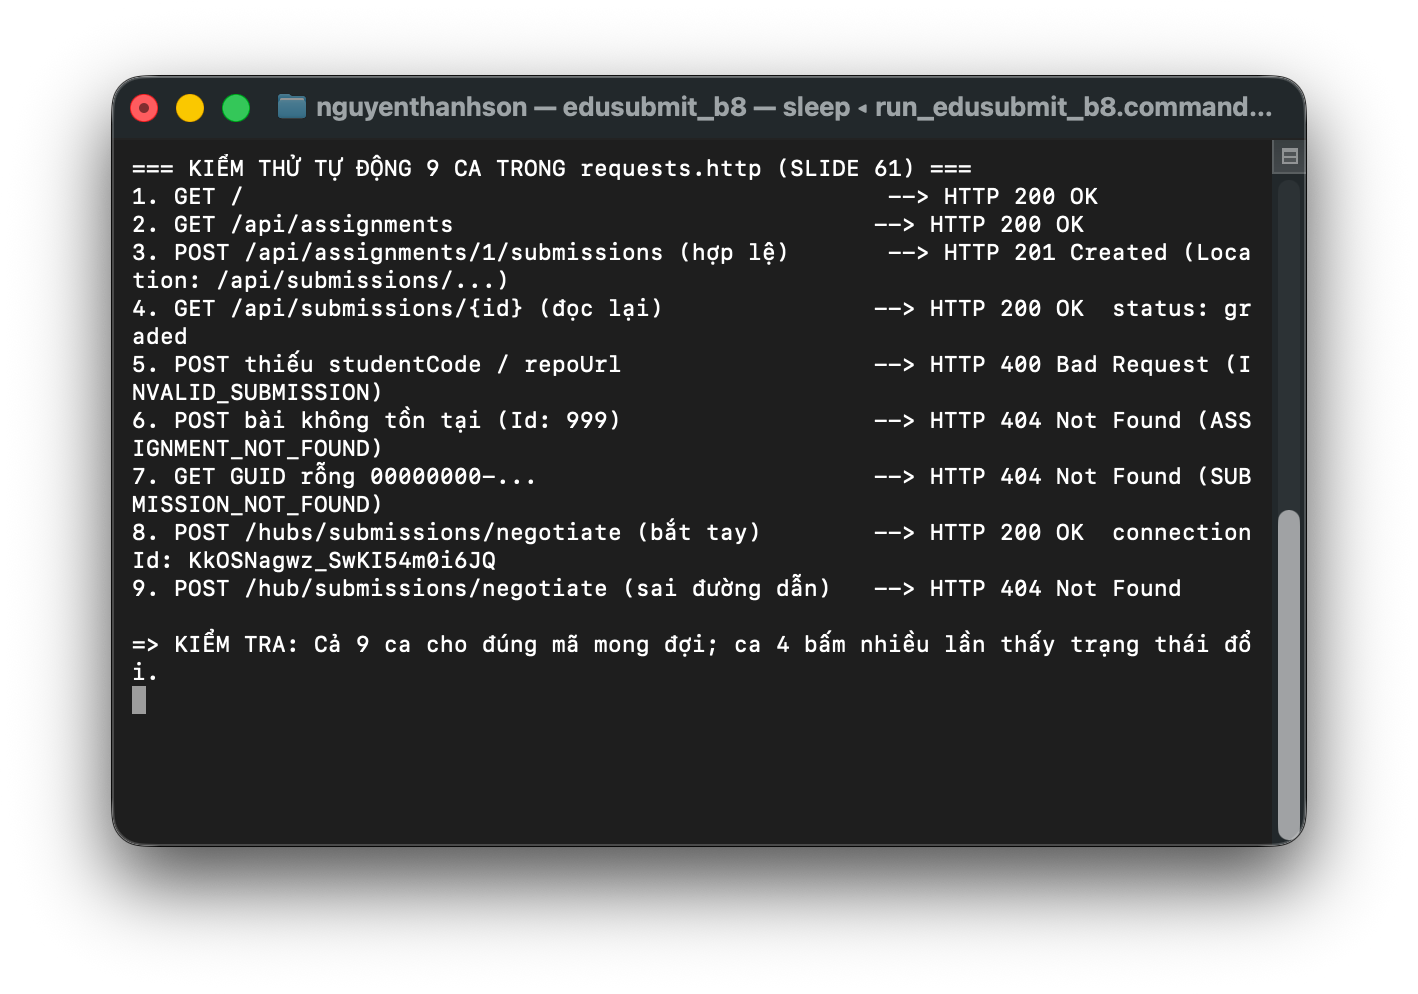 nguyenthanhson — edusubmit_b8 — sleep ◂ run_edusubmit_b8.command...
=== KIỂM THỬ TỰ ĐỘNG 9 CA TRONG requests.http (SLIDE 61) ===
1. GET / --> HTTP 200 OK
2. GET /api/assignments --> HTTP 200 OK
3. POST /api/assignments/1/submissions (hợp lệ) --> HTTP 201 Created (Loca
tion: /api/submissions/...)
4. GET /api/submissions/{id} (đọc lại) --> HTTP 200 OK  status: gr
aded
5. POST thiếu studentCode / repoUrl --> HTTP 400 Bad Request (I
NVALID_SUBMISSION)
6. POST bài không tồn tại (Id: 999) --> HTTP 404 Not Found (ASS
IGNMENT_NOT_FOUND)
7. GET GUID rỗng 00000000-... --> HTTP 404 Not Found (SUB
MISSION_NOT_FOUND)
8. POST /hubs/submissions/negotiate (bắt tay) --> HTTP 200 OK  connection
Id: KkOSNagwz_SwKI54m0i6JQ
9. POST /hub/submissions/negotiate (sai đường dẫn) --> HTTP 404 Not Found
=> KIỂM TRA: Cả 9 ca cho đúng mã mong đợi; ca 4 bấm nhiều lần thấy trạng thái đổ
i.